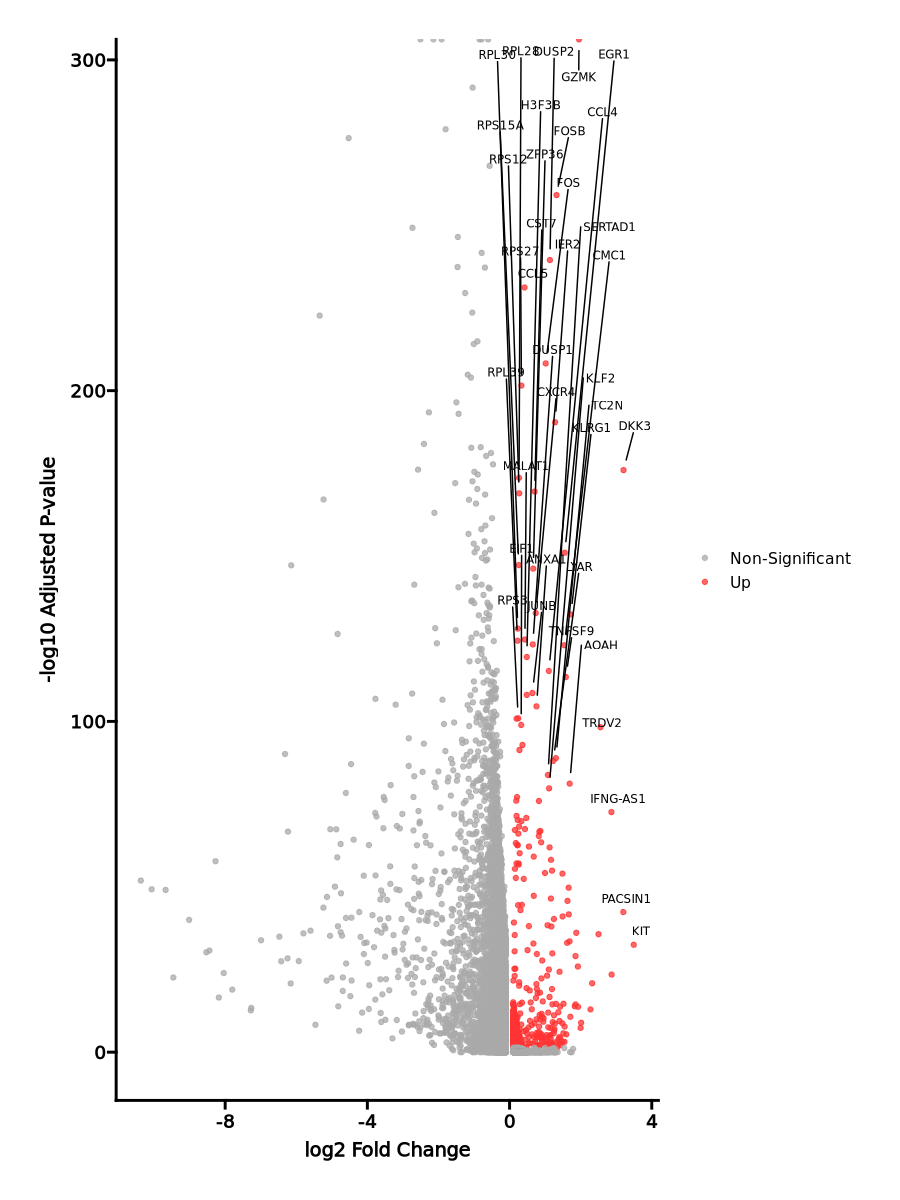 300
200
100
0
-8
-4
0
4
log2 Fold Change
-log10 Adjusted P-value
RPL30
RPL28
DUSP2
EGR1
GZMK
H3F3B
CCL4
RPS15A
FOSB
RPS12
ZFP36
FOS
CST7
SERTAD1
RPS27
IER2
CMC1
CCL5
DUSP1
RPL39
KLF2
CXCR4
TC2N
KLRG1
DKK3
MALAT1
EIF1
ANXA1
RPS3
JUNB
TNFSF9
AOAH
TRDV2
IFNG-AS1
PACSIN1
KIT
Non-Significant
Up